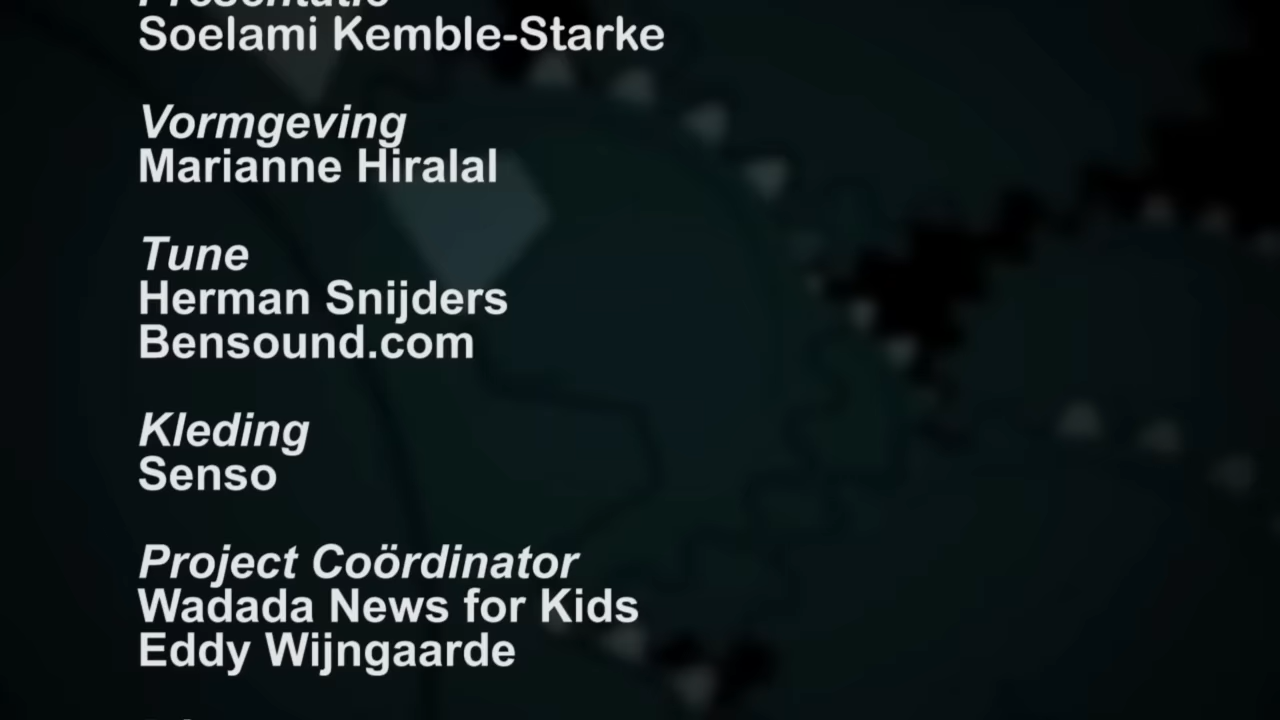 Presentatie
Soelami Kemble-Starke
Vormgeving
Marianne Hiralal
Tune
Herman Snijders
Bensound.com
Kleding
Senso
Project Coördinator
Wadada News for Kids
Eddy Wijngaarde